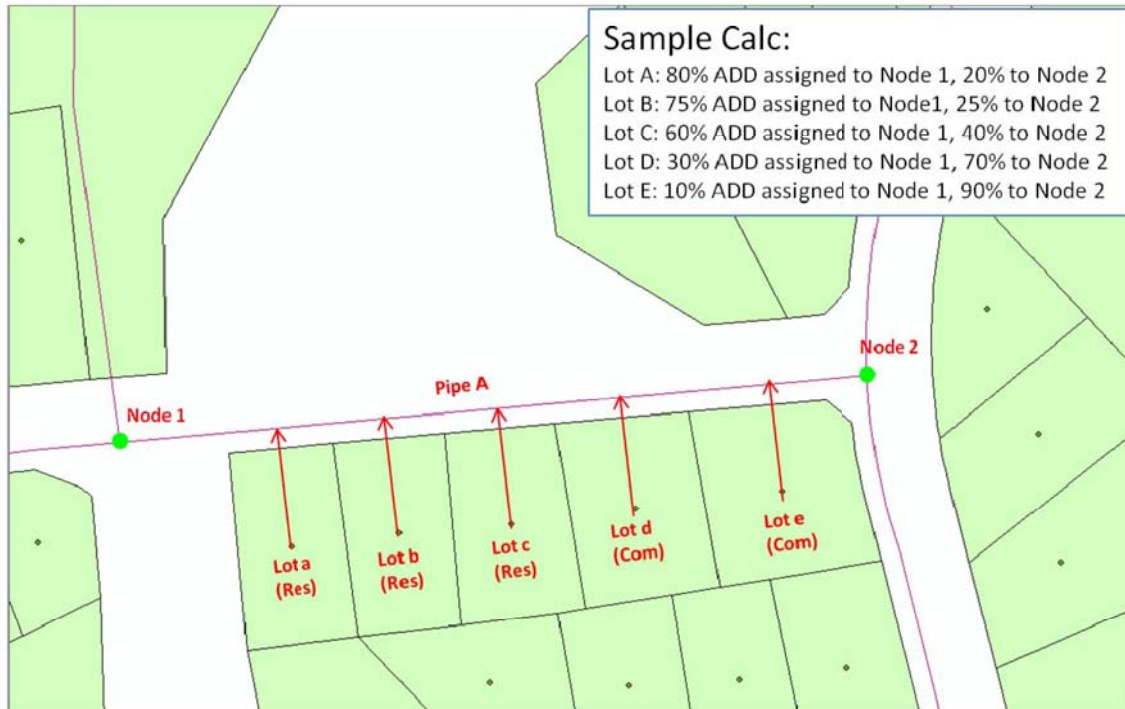 Sample Calc:
Lot A: 80% ADD assigned to Node 1, 20% to Node 2
Lot B: 75% ADD assigned to Node1, 25% to Node 2
Lot C: 60% ADD assigned to Node 1, 40% to Node 2
Lot D: 30% ADD assigned to Node 1, 70% to Node 2
Lot E: 10% ADD assigned to Node 1, 90% to Node 2
Node 2
Pipe A
Node 1
Lot a
(Res)
Lot b
(Res)
Lot c
(Res)
Lot d
(Com)
Lot e
(Com)